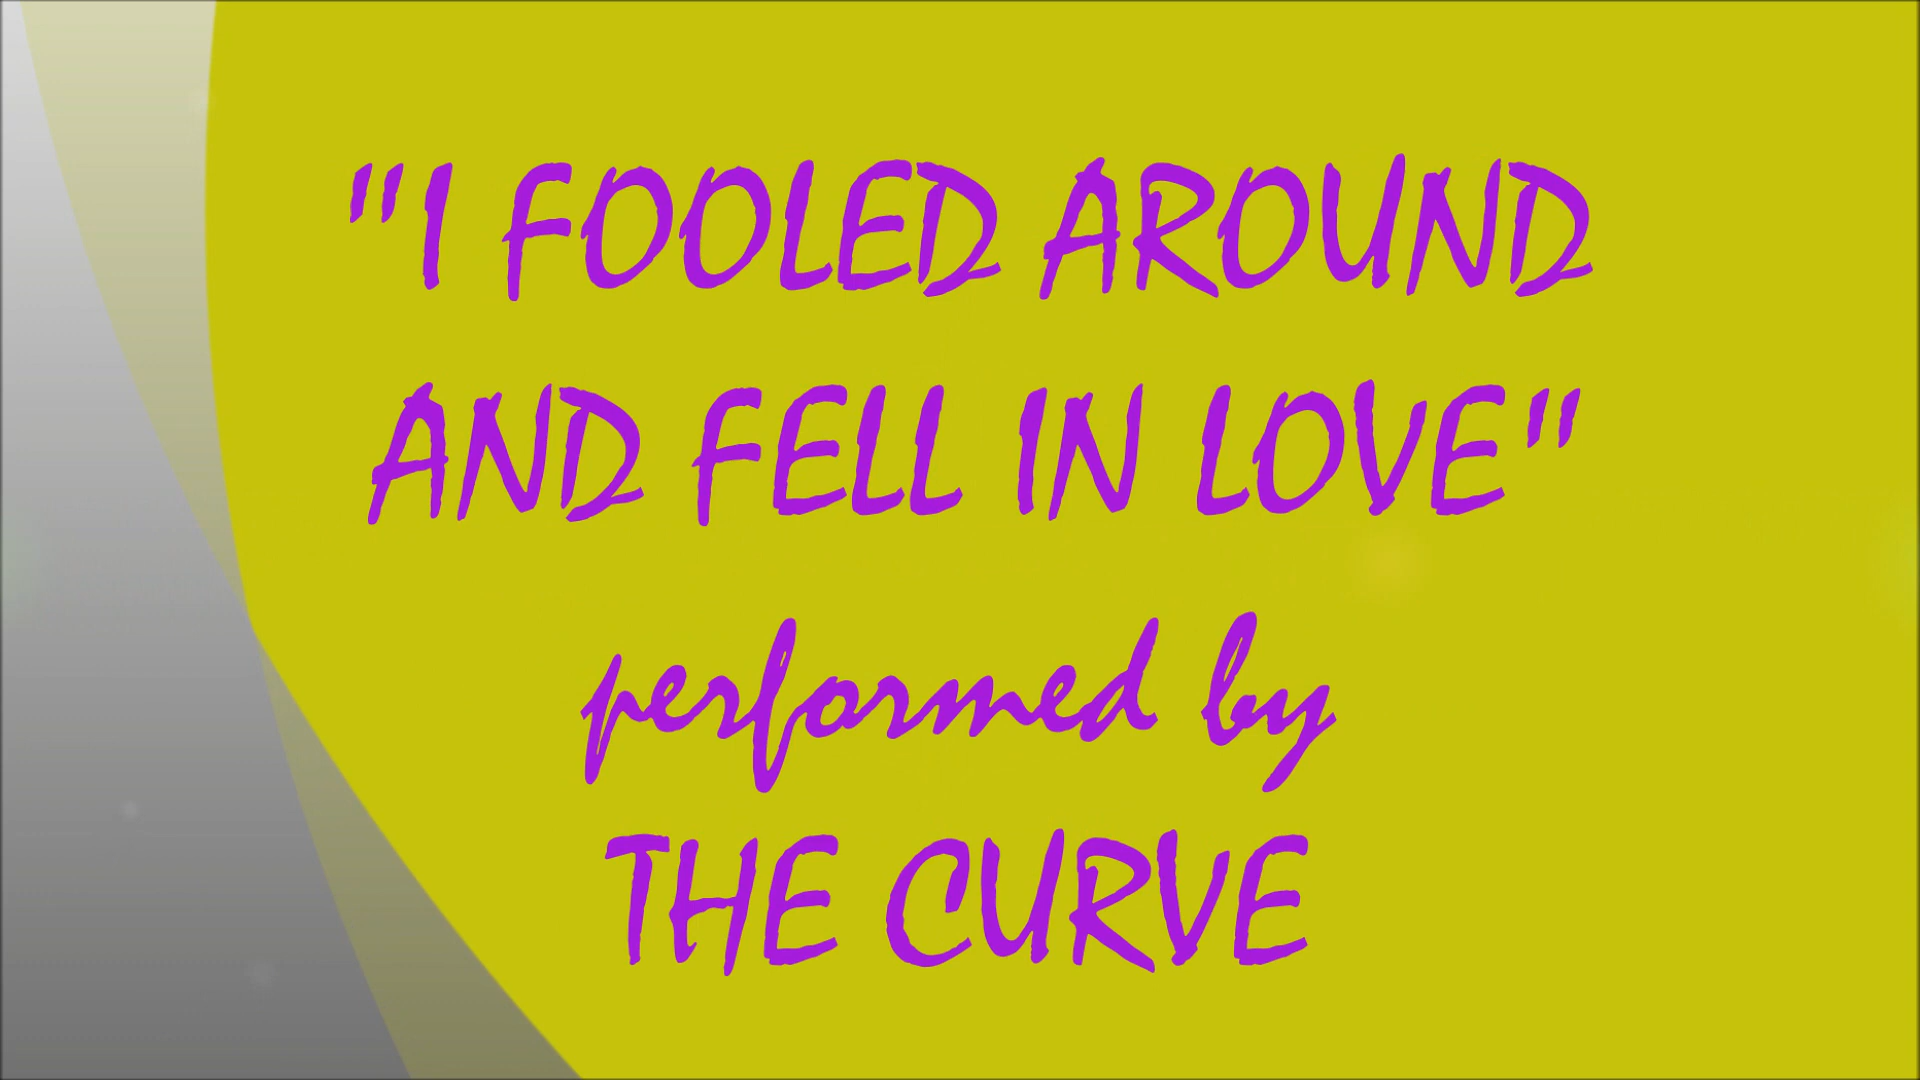 "I FOOLED AROUND
AND FELL IN LOVE"
performed by
THE CURVE